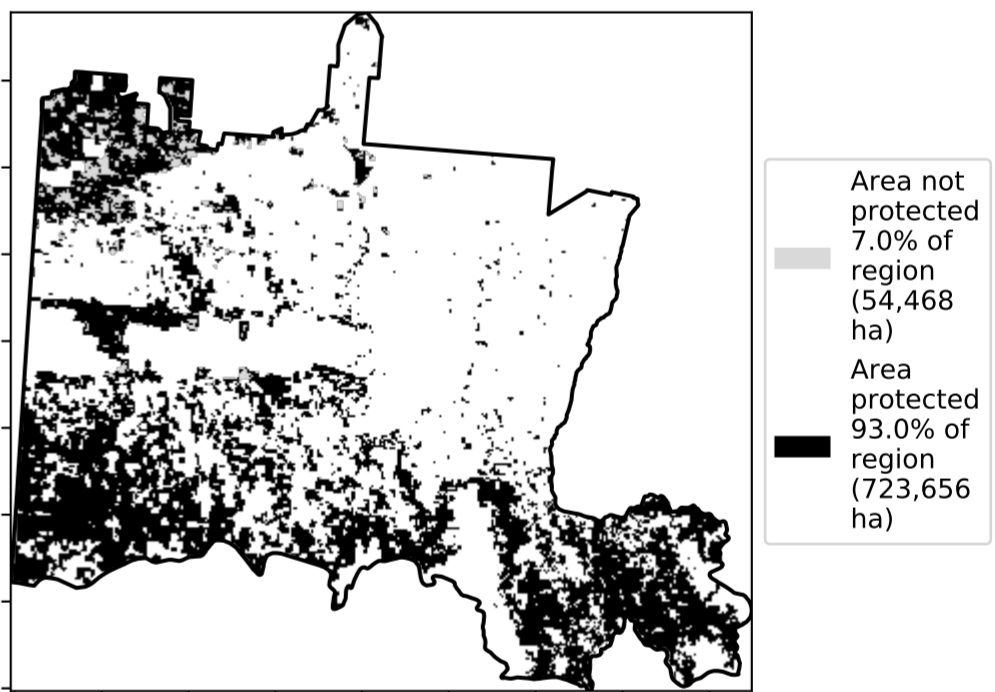 Area not
protected
7.0% of
region
(54,468
ha)
Area
protected
93.0% of
region
(723,656
ha)